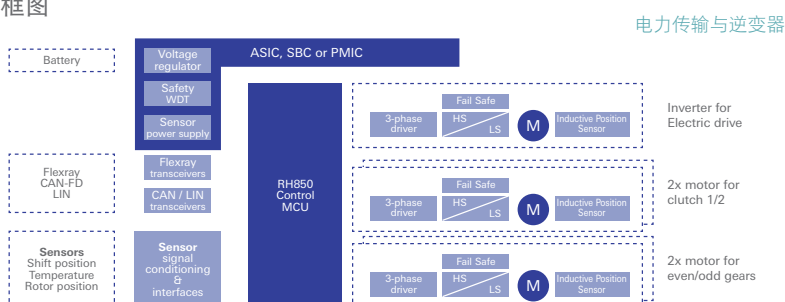 框图
电力传输与逆变器
Battery
Voltage
regulator
Safety
WDT
Sensor
power supply
ASIC, SBC or PMIC
Flexray
CAN-FD
LIN
Flexray
transceivers
CAN / LIN
transceivers
Sensors
Shift position
Temperature
Rotor position
Sensor
signal
conditioning
&
interfaces
RH850
Control
MCU
3-phase
driver
Fail Safe
HS
LS
M
Inductive Position
Sensor
Inverter for
Electric drive
3-phase
driver
Fail Safe
HS
LS
M
Inductive Position
Sensor
2x motor for
clutch 1/2
3-phase
driver
Fail Safe
HS
LS
M
Inductive Position
Sensor
2x motor for
even/odd gears